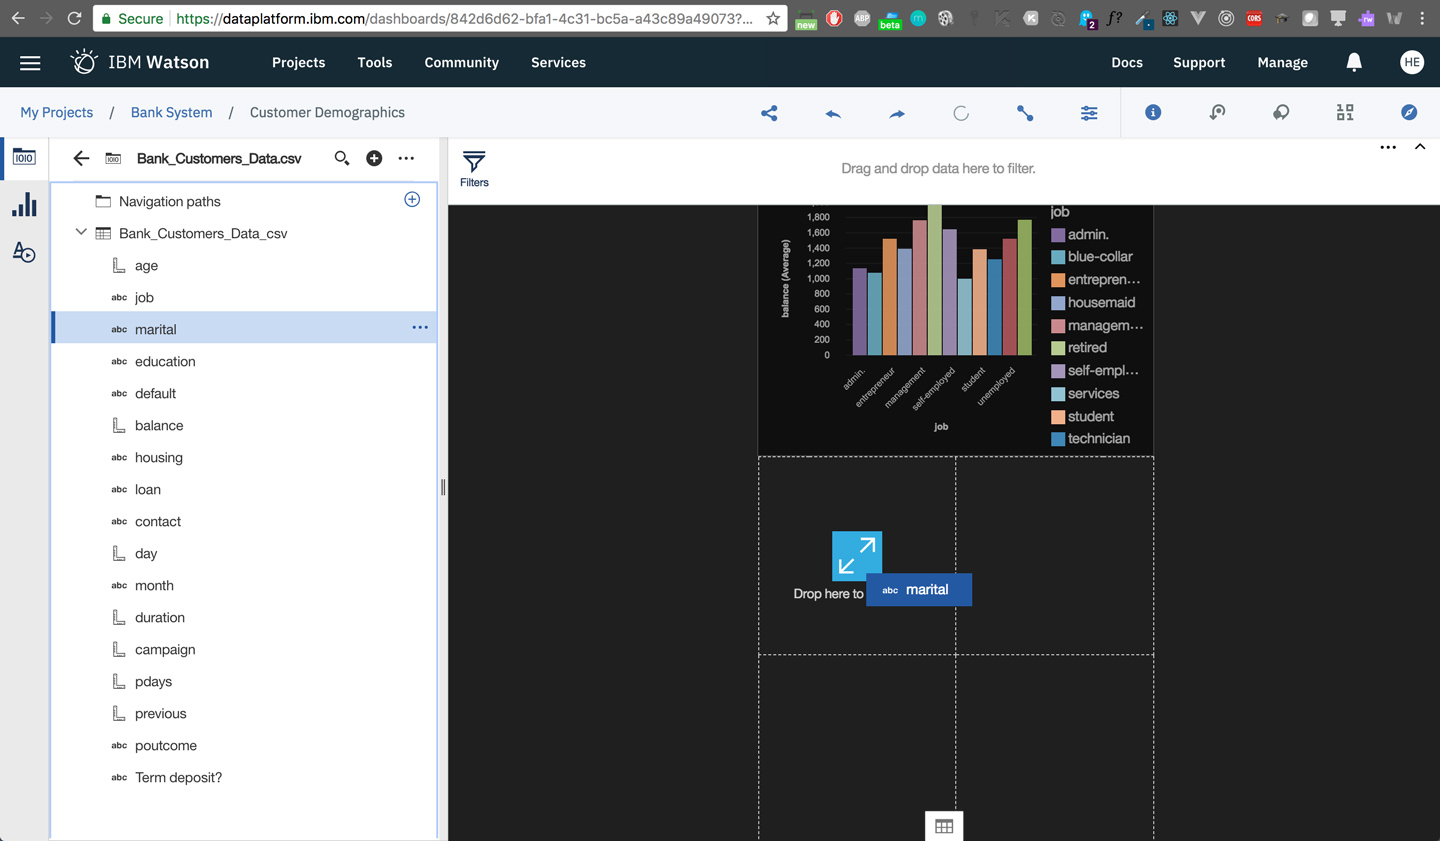 Secure
https://dataplatform.ibm.com/dashboards/842d6d62-bfa1-4c31-bc5a-a43c89a49073?...
new
ABP
beta
m
K
2
f?
CORS
rw
W
IBM Watson
Projects
Tools
Community
Services
Docs
Support
Manage
HE
My Projects / Bank System / Customer Demographics
Bank_Customers_Data.csv
Navigation paths
Bank_Customers_Data_csv
age
abc job
abc marital
abc education
abc default
balance
abc housing
abc loan
abc contact
day
abc month
duration
campaign
pdays
previous
abc poutcome
abc Term deposit?
Filters
Drag and drop data here to filter.
balance (Average)
1,800
1,600
1,400
1,200
1,000
800
600
400
200
0
admin.
entrepreneur
management
self-employed
student
unemployed
job
job
admin.
blue-collar
entrepren...
housemaid
managem...
retired
self-empl...
services
student
technician
Drop here to
abc marital